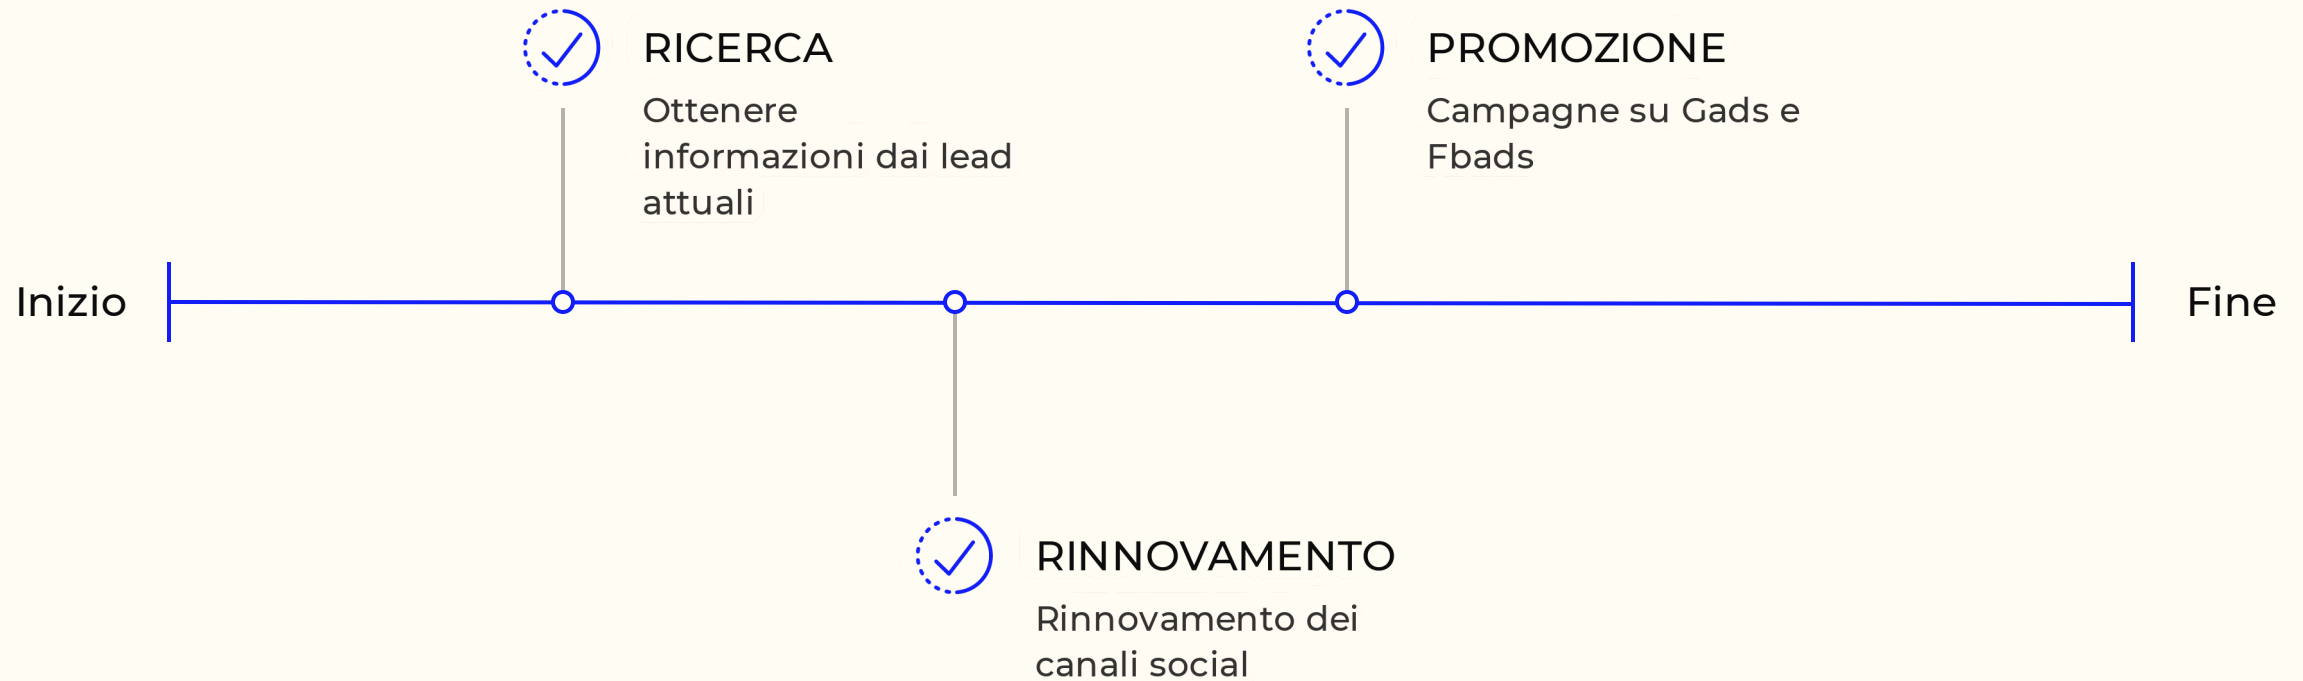 RICERCA
Ottenere
informazioni dai lead
attuali
PROMOZIONE
Campagne su Gads e
Fbads
Inizio
Fine
RINNOVAMENTO
Rinnovamento dei
canali social